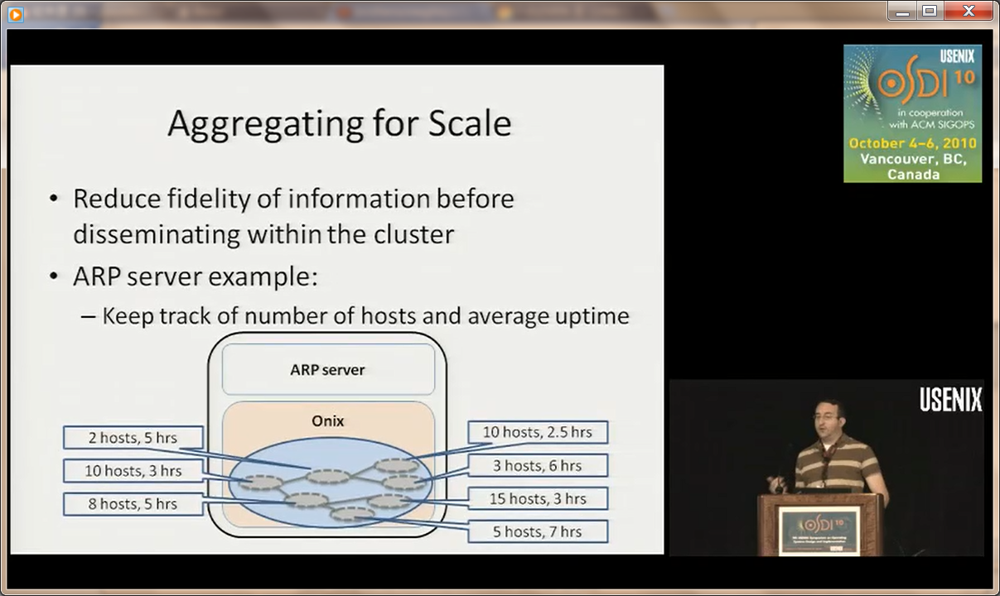 Aggregating for Scale
• Reduce fidelity of information before
disseminating within the cluster
• ARP server example:
– Keep track of number of hosts and average uptime
ARP server
Onix
2 hosts, 5 hrs
10 hosts, 3 hrs
8 hosts, 5 hrs
10 hosts, 2.5 hrs
3 hosts, 6 hrs
15 hosts, 3 hrs
5 hosts, 7 hrs
USENIX
OSDI 10
in cooperation
with ACM SIGOPS
October 4–6, 2010
Vancouver, BC,
Canada
USENIX
OSDI 10